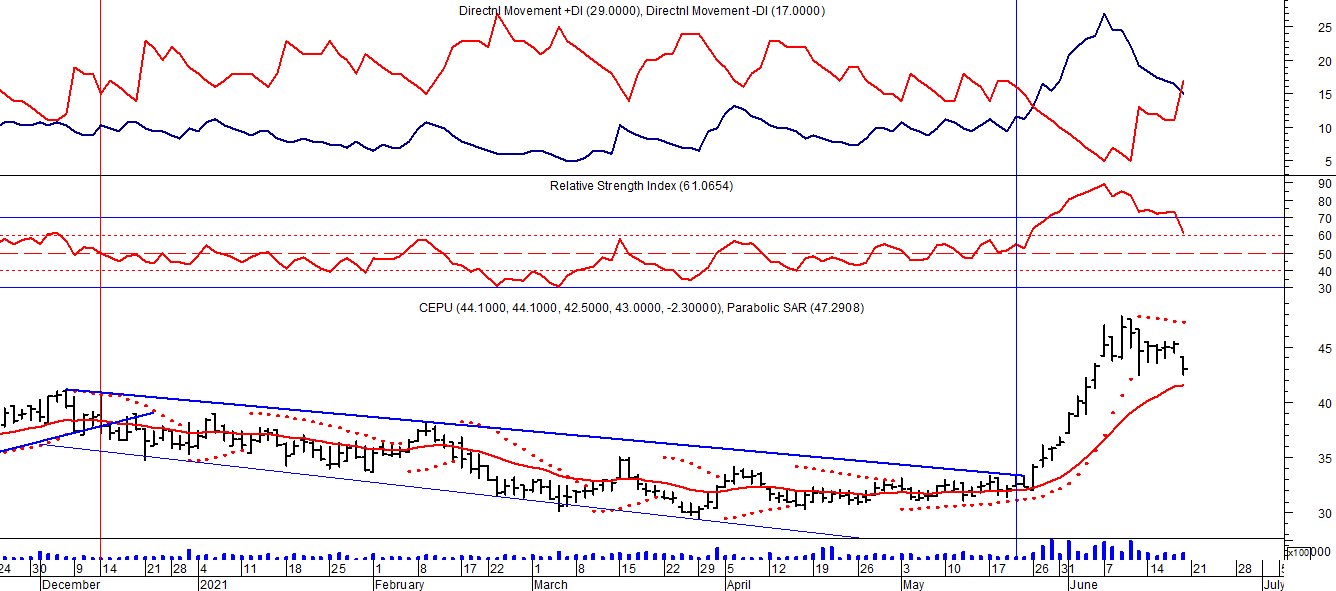 Directnl Movement +DI (29.0000), Directnl Movement -DI (17.0000)
25
20
15
10
5
Relative Strength Index (61.0654)
90
80
70
60
50
40
30
CEPU (44.1000, 44.1000, 42.5000, 43.0000, -2.30000), Parabolic SAR (47.2908)
45
40
35
30
x100
24 30 9 14 21 28 4 11 18 25 1 8 17 22 1 8 15 22 29 5 12 19 26 3 10 17 26 31 7 14 21 28
December 2021 February March April May June July